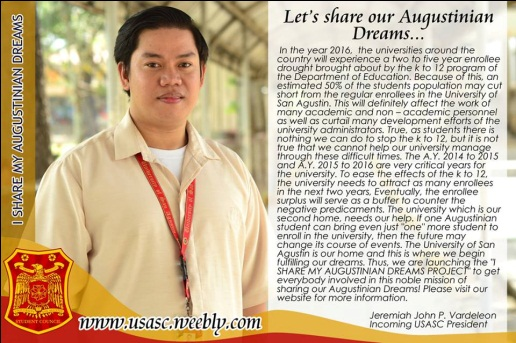 I SHARE MY AUGUSTINIAN DREAMS
Let's share our Augustinian
Dreams...
In the year 2016, the universities around the
country will experience a two to five year enrollee
drought brought about by the k to 12 program of
the Department of Education. Because of this, an
estimated 50% of the students population may cut
short from the regular enrollees in the University of
San Agustin. This will definitely affect the work of
many academic and non – academic personnel
as well as curtail many development efforts of the
university administrators. True, as students there is
nothing we can do to stop the k to 12, but it is not
true that we cannot help our university manage
through these difficult times. The A.Y. 2014 to 2015
and A.Y. 2015 to 2016 are very critical years for
the university. To ease the effects of the k to 12,
the university needs to attract as many enrollees
in the next two years. Eventually, the enrollee
surplus will serve as a buffer to counter the
negative predicaments. The university which is our
second home, needs our help. If one Augustinian
student can bring even just "one" more student to
enroll in the university, then the future may
change its course of events. The University of San
Agustin is our home and this is where we begin
fulfilling our dreams. Thus, we are launching the "I
SHARE MY AUGUSTINIAN DREAMS PROJECT" to get
everybody involved in this noble mission of
sharing our Augustinian Dreams! Please visit our
website for more information.
Jeremiah John P. Vardeleon
Incoming USASC President
STUDENT COUNCIL
www.usasc.weebly.com